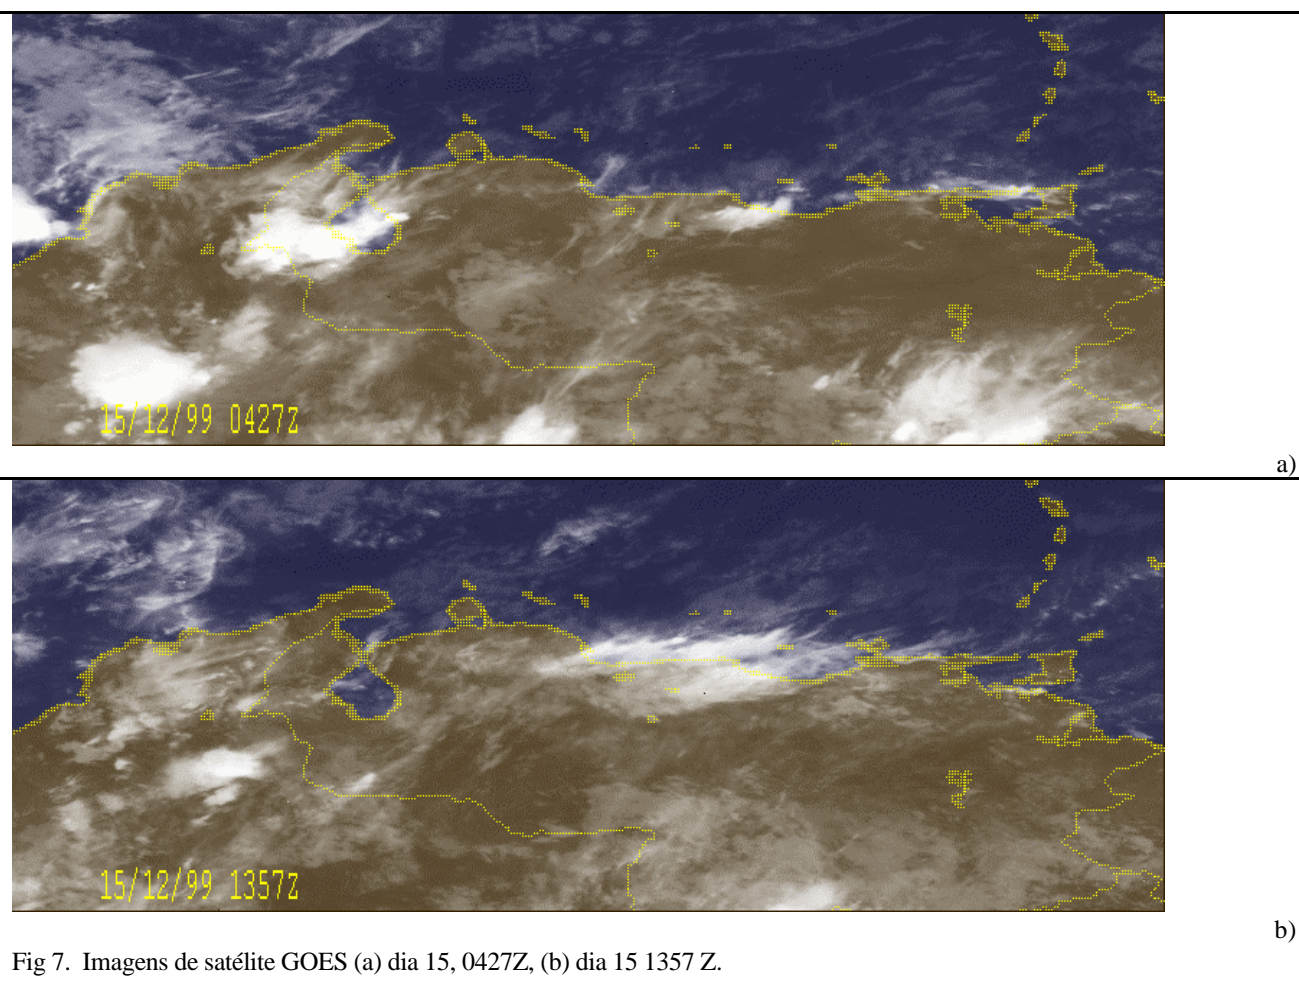 15/12/99 0427Z
a)
15/12/99 1357Z
b)
Fig 7. Imagens de satélite GOES (a) dia 15, 0427Z, (b) dia 15 1357 Z.